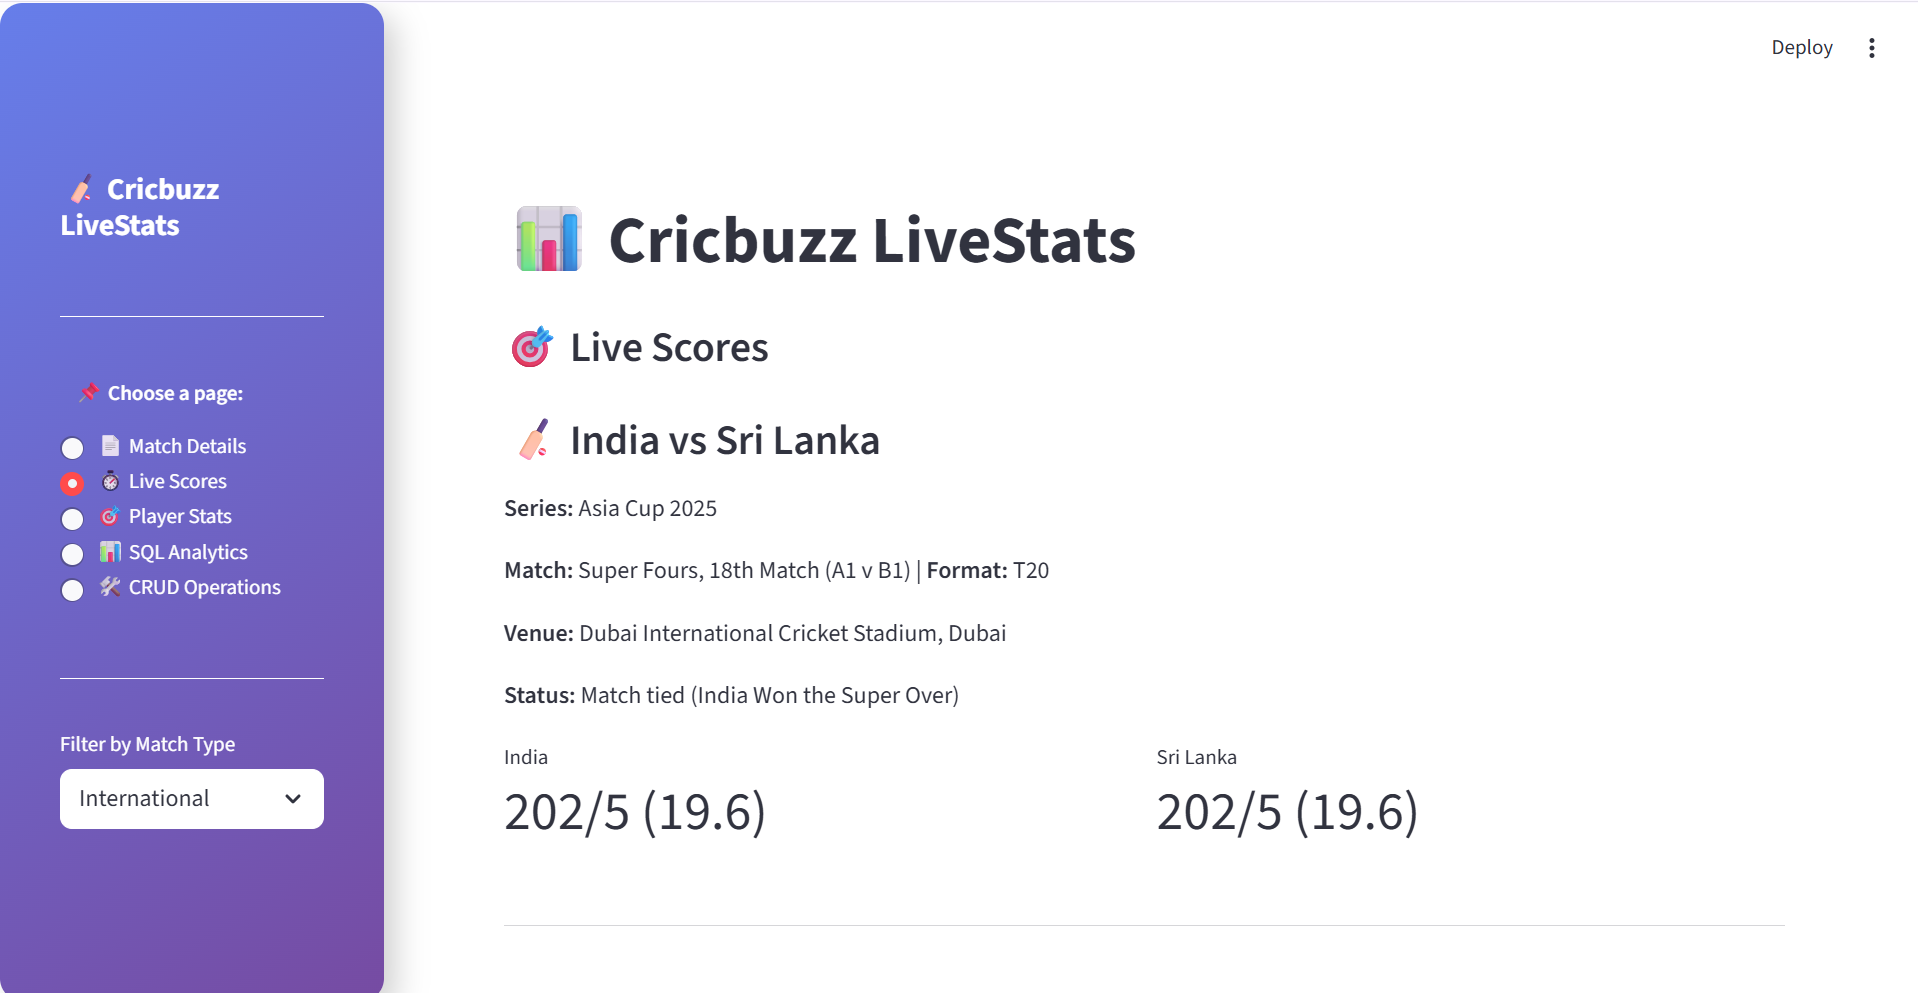 Cricbuzz
LiveStats
Choose a page:
Match Details
Live Scores
Player Stats
SQL Analytics
CRUD Operations
Filter by Match Type
International
Deploy
Cricbuzz LiveStats
Live Scores
India vs Sri Lanka
Series: Asia Cup 2025
Match: Super Fours, 18th Match (A1 v B1) | Format: T20
Venue: Dubai International Cricket Stadium, Dubai
Status: Match tied (India Won the Super Over)
India
202/5 (19.6)
Sri Lanka
202/5 (19.6)